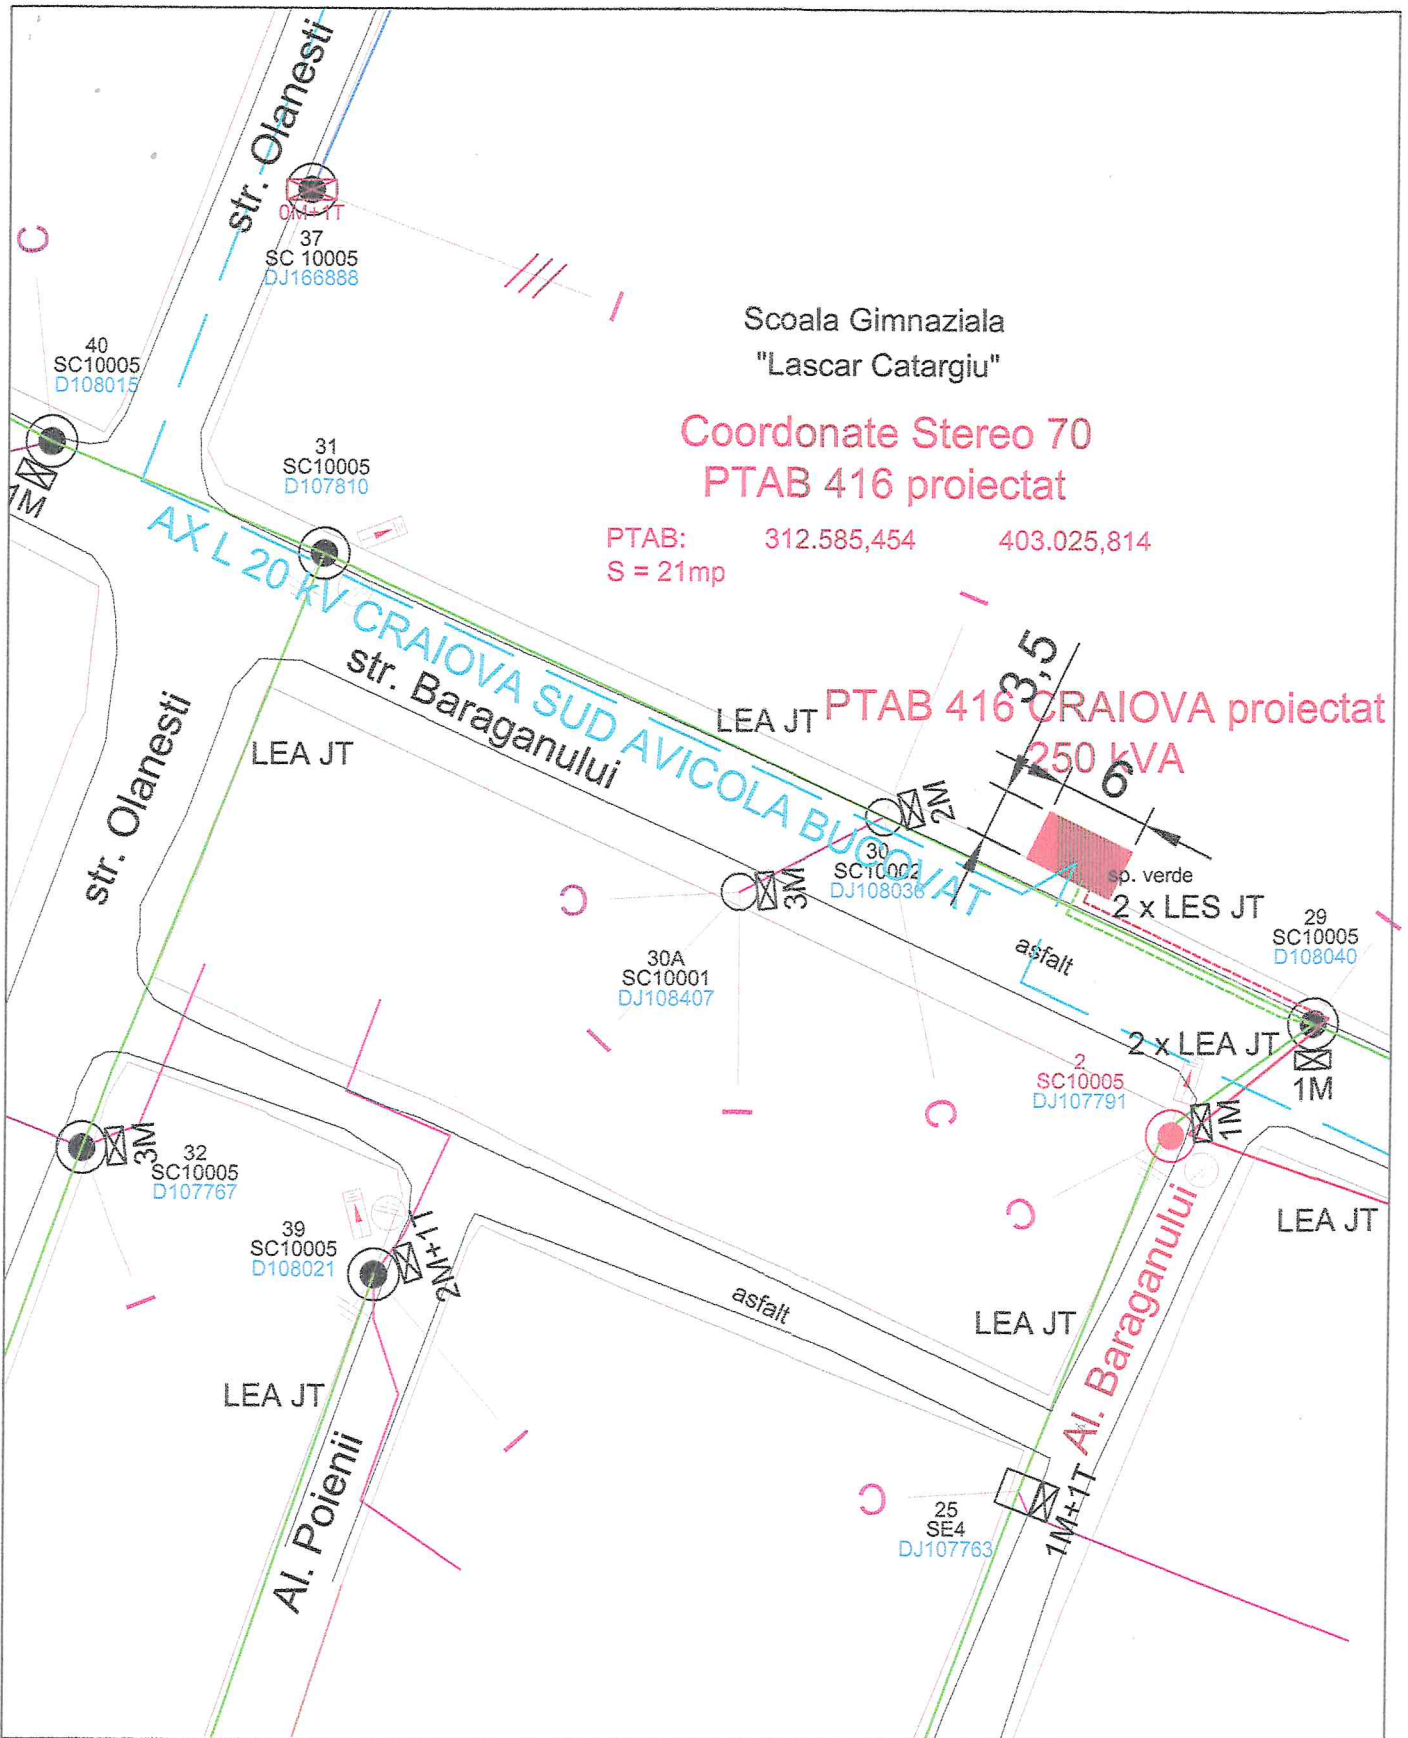 str. Olanesti
C
0M+1T
37
SC 10005
DJ166888
I
Scoala Gimnaziala
"Lascar Catargiu"
40
SC10005
D108015
1M
31
SC10005
D107810
Coordonate Stereo 70
PTAB 416 proiectat
PTAB: 312.585,454 403.025,814
S = 21mp
AX L 20 kV CRAIOVA SUD AVICOLA BUCOVAT
str. Baraganului
I
3,5
LEA JT
PTAB 416 CRAIOVA proiectat
250 kVA
6
str. Olanesti
LEA JT
2M
30
SC10002
DJ108036
sp. verde
2 x LES JT
C
3M
30A
SC10001
DJ108407
asfalt
29
SC10005
D108040
I
I
2 x LEA JT
1M
2
SC10005
DJ107791
1M
I
C
C
3M
32
SC10005
D107767
I
39
SC10005
D108021
2M+1T
asfalt
LEA JT
LEA JT
Al. Baraganului
LEA JT
I
Al. Poienii
C
25
SE4
DJ107763
1M+1T